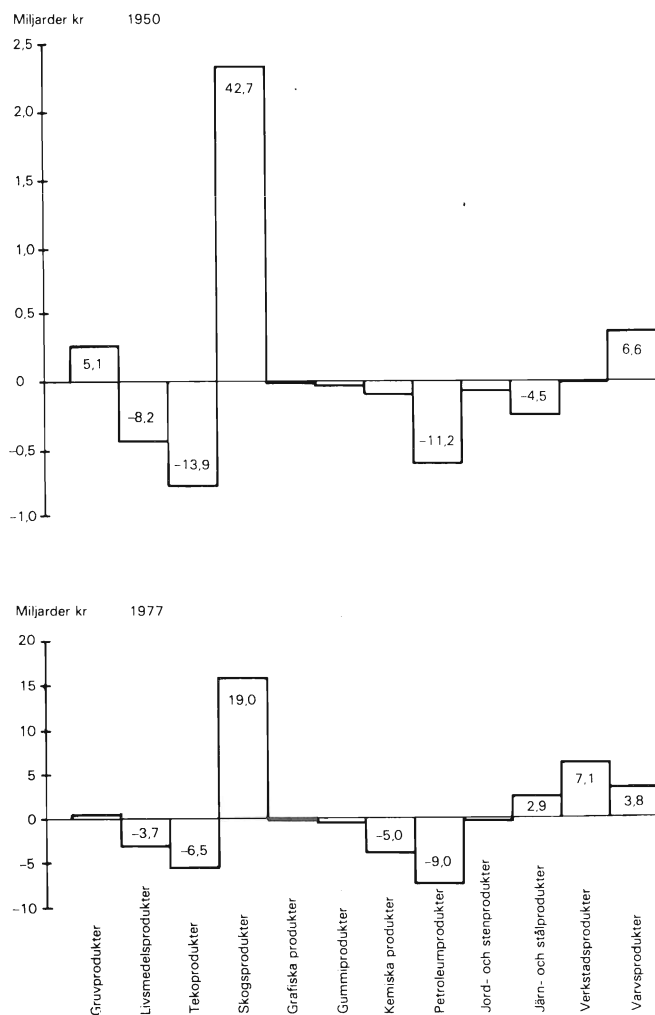 Miljarder kr 1950
2,5
42,7
2,0
1,5
1,0
0,5
5,1
6,6
0
-8,2
-4,5
-0,5
-13,9
-11,2
-1,0
Miljarder kr 1977
20
15
19,0
10
5
7,1
2,9
3,8
0
-3,7
-6,5
-5,0
-9,0
-5
-10
Gruvprodukter
Livsmedelsprodukter
Tekoprodukter
Skogsprodukter
Grafiska produkter
Gummiprodukter
Kemiska produkter
Petroleumprodukter
Jord- och stenprodukter
Järn- och stålprodukter
Verkstadsprodukter
Varvsprodukter